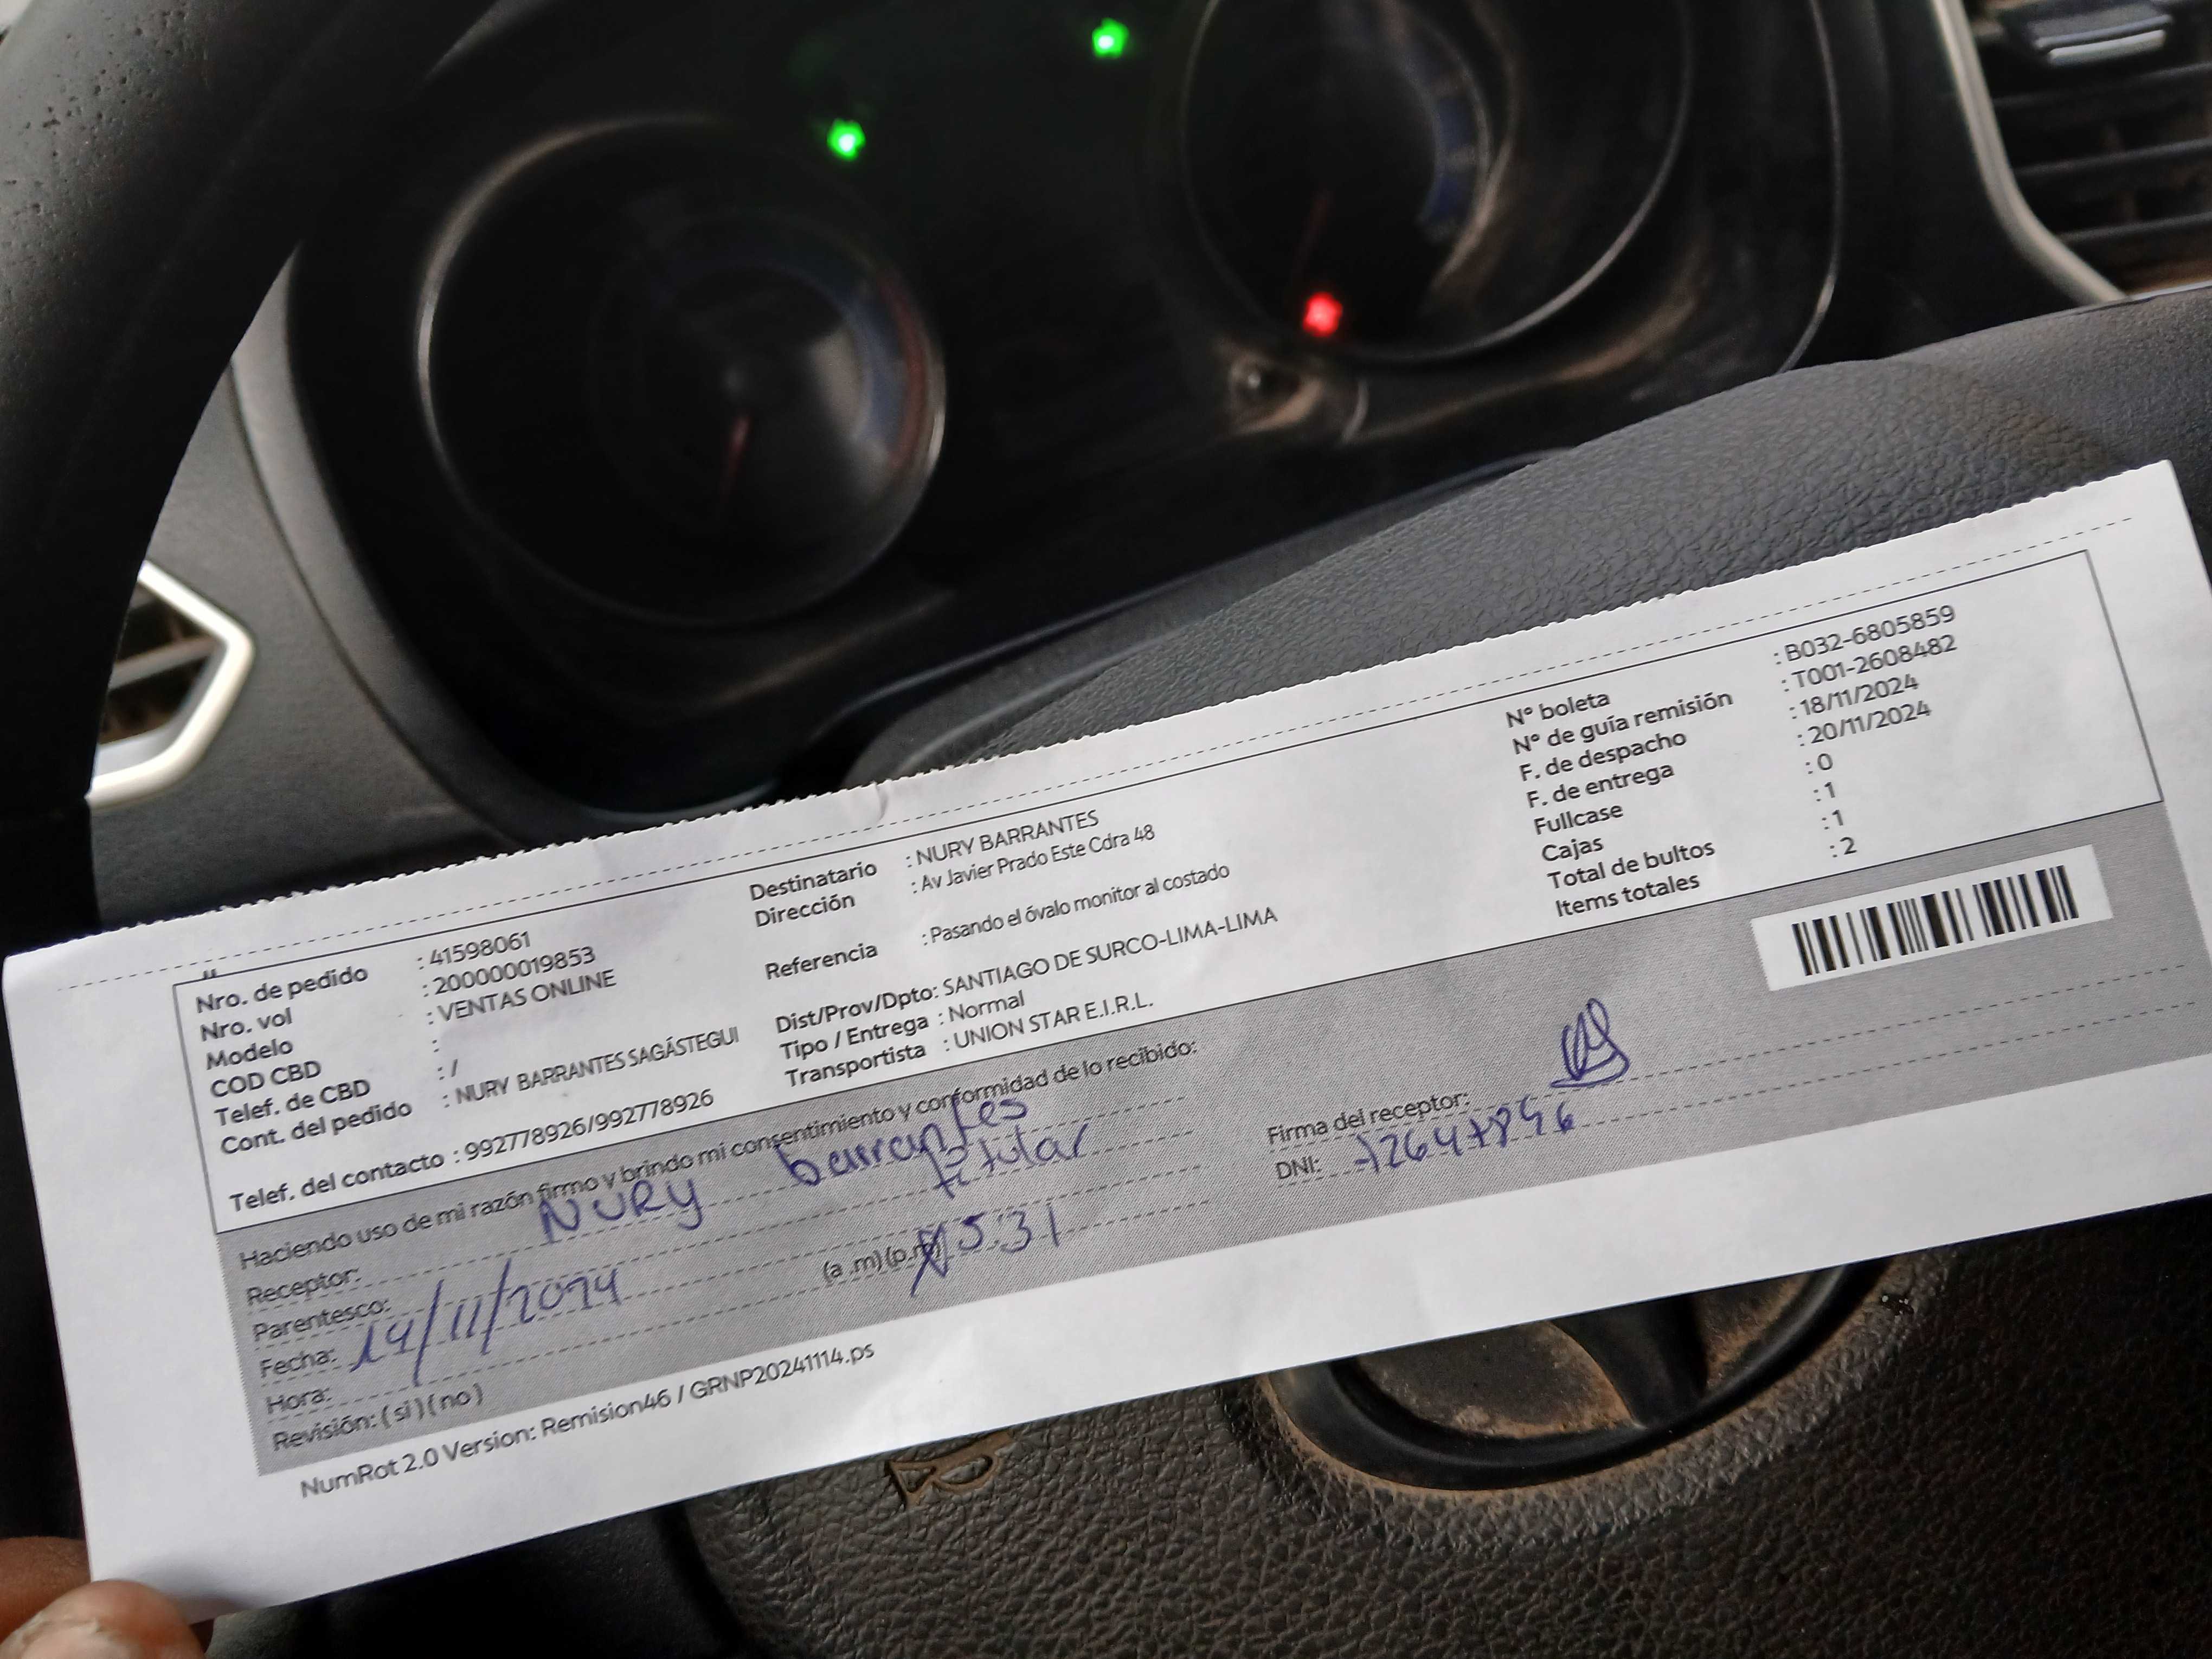 Nro. de pedido : 41598061
Nro. vol : 200000019853
Modelo : VENTAS ONLINE
COD CBD :
Telef. de CBD : /
Cont. del pedido : NURY BARRANTES SAGÁSTEGUI
Telef. del contacto : 992778926/992778926
Destinatario : NURY BARRANTES
Dirección : Av Javier Prado Este Cdra 48
Referencia : Pasando el óvalo monitor al costado
Dist/Prov/Dpto: SANTIAGO DE SURCO-LIMA-LIMA
Tipo / Entrega : Normal
Transportista : UNION STAR E.I.R.L.
N° boleta : B032-6805859
N° de guía remisión : T001-2608482
F. de despacho : 18/11/2024
F. de entrega : 20/11/2024
Fullcase : 0
Cajas : 1
Total de bultos : 1
Items totales : 2
Haciendo uso de mi razón firmo y brindo mi consentimiento y conformidad de lo recibido:
Receptor: NURY barrantes
Parentesco: titular
Fecha: 19/11/2024
Hora: (a .m)(p.m) 5:31
Revisión: (si)(no)
Firma del receptor:
DNI:
NumRot 2.0 Version: Remision46 / GRNP20241114.ps